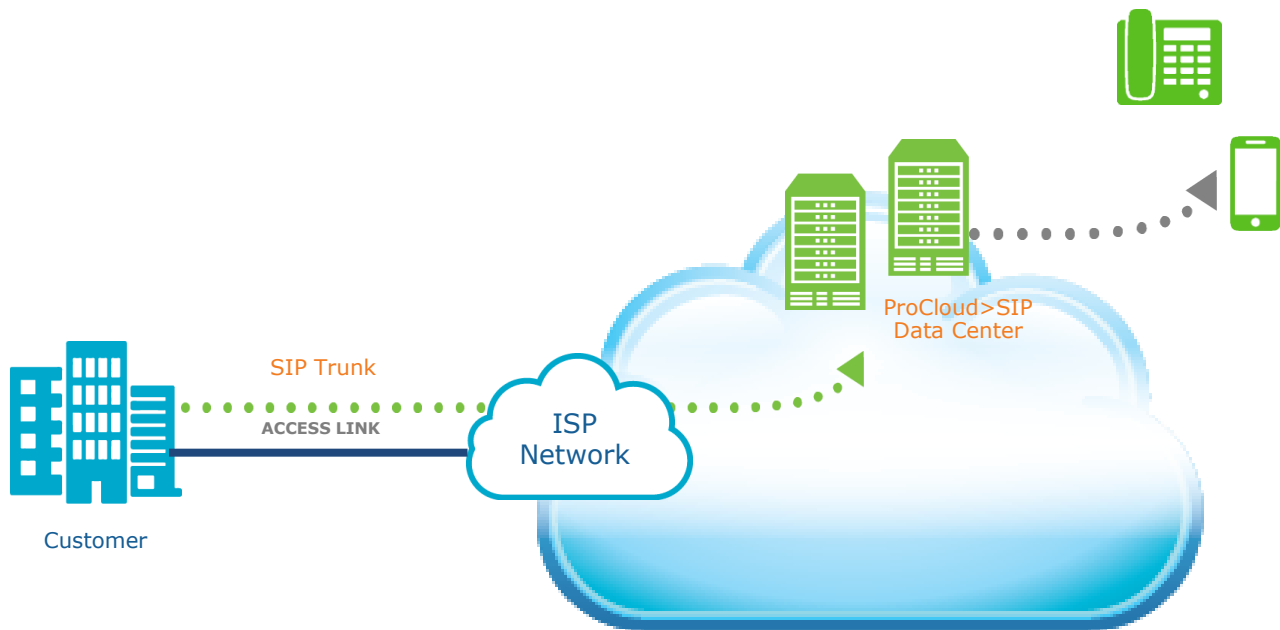 ProCloud>SIP
Data Center
SIP Trunk
ACCESS LINK
ISP
Network
Customer